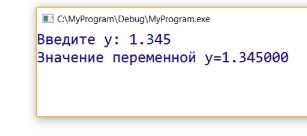 C:\MyProgram\Debug\MyProgram.exe
Введите y: 1.345
Значение переменной y=1.345000